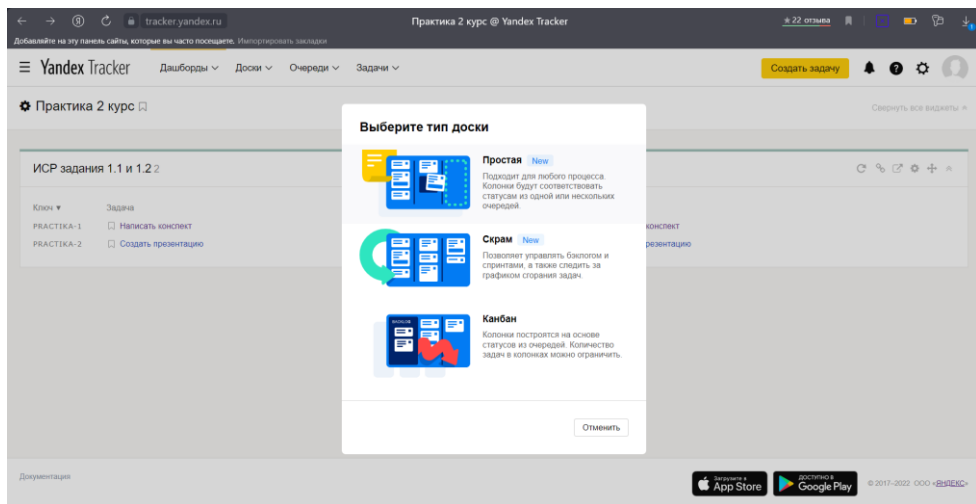 tracker.yandex.ru
Практика 2 курс @ Yandex Tracker
★ 22 отзыва
Добавляйте на эту панель сайты, которые вы часто посещаете. Импортировать закладки
Yandex Tracker
Дашборды
Доски
Очереди
Задачи
Создать задачу
Практика 2 курс
Свернуть все виджеты
ИСР задания 1.1 и 1.2 2
Ключ ▼ Задача
PRACTIKA-1 Написать конспект
PRACTIKA-2 Создать презентацию
конспект
резентацию
Выберите тип доски
Простая New
Подходит для любого процесса.
Колонки будут соответствовать
статусам из одной или нескольких
очередей.
Скрам New
Позволяет управлять бэклогом и
спринтами, а также следить за
графиком сгорания задач.
BACKLOG
Канбан
Колонки построятся на основе
статусов из очередей. Количество
задач в колонках можно ограничить.
Отменить
Документация
Загрузите в
App Store
ДОСТУПНО В
Google Play
© 2017–2022 ООО «ЯНДЕКС»